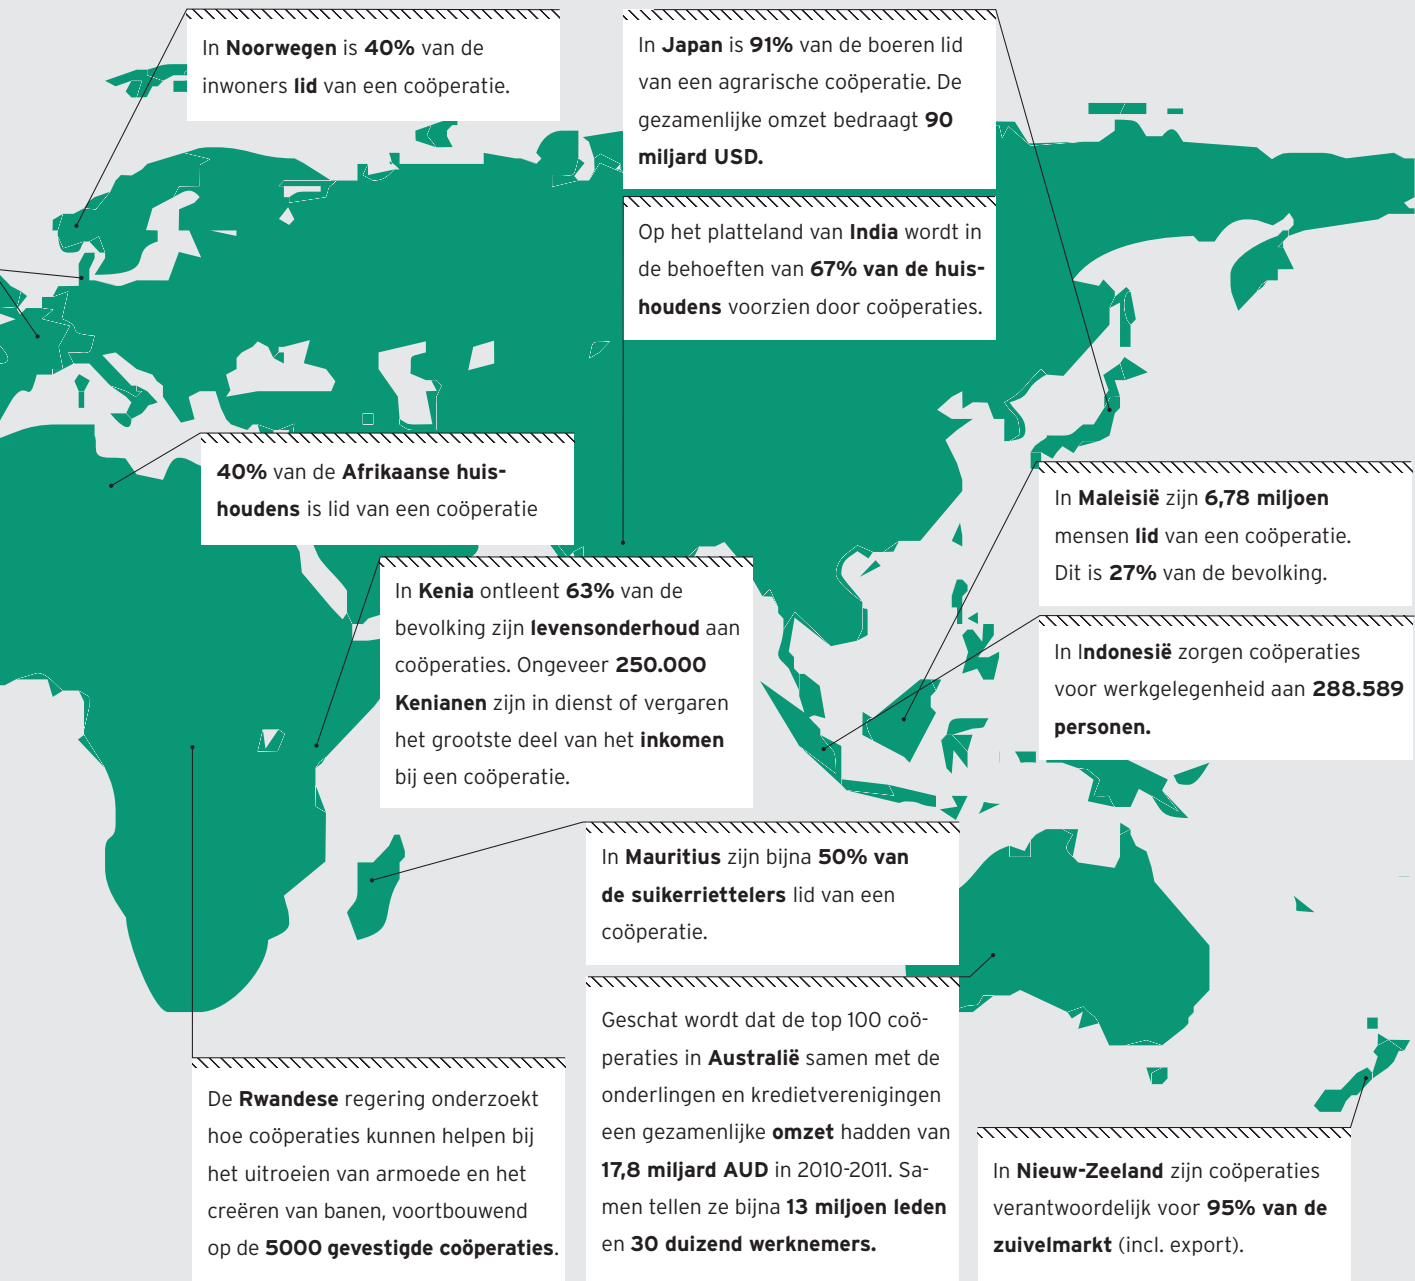 In Noorwegen is 40% van de
inwoners lid van een coöperatie.
In Japan is 91% van de boeren lid
van een agrarische coöperatie. De
gezamenlijke omzet bedraagt 90
miljard USD.
Op het platteland van India wordt in
de behoeften van 67% van de huis-
houdens voorzien door coöperaties.
40% van de Afrikaanse huis-
houdens is lid van een coöperatie
In Maleisië zijn 6,78 miljoen
mensen lid van een coöperatie.
Dit is 27% van de bevolking.
In Kenia ontleent 63% van de
bevolking zijn levensonderhoud aan
coöperaties. Ongeveer 250.000
Kenianen zijn in dienst of vergaren
het grootste deel van het inkomen
bij een coöperatie.
In Indonesië zorgen coöperaties
voor werkgelegenheid aan 288.589
personen.
In Mauritius zijn bijna 50% van
de suikerriettelers lid van een
coöperatie.
De Rwandese regering onderzoekt
hoe coöperaties kunnen helpen bij
het uitroeien van armoede en het
creëren van banen, voortbouwend
op de 5000 gevestigde coöperaties.
Geschat wordt dat de top 100 coö-
peraties in Australië samen met de
onderlingen en kredietverenigingen
een gezamenlijke omzet hadden van
17,8 miljard AUD in 2010-2011. Sa-
men tellen ze bijna 13 miljoen leden
en 30 duizend werknemers.
In Nieuw-Zeeland zijn coöperaties
verantwoordelijk voor 95% van de
zuivelmarkt (incl. export).